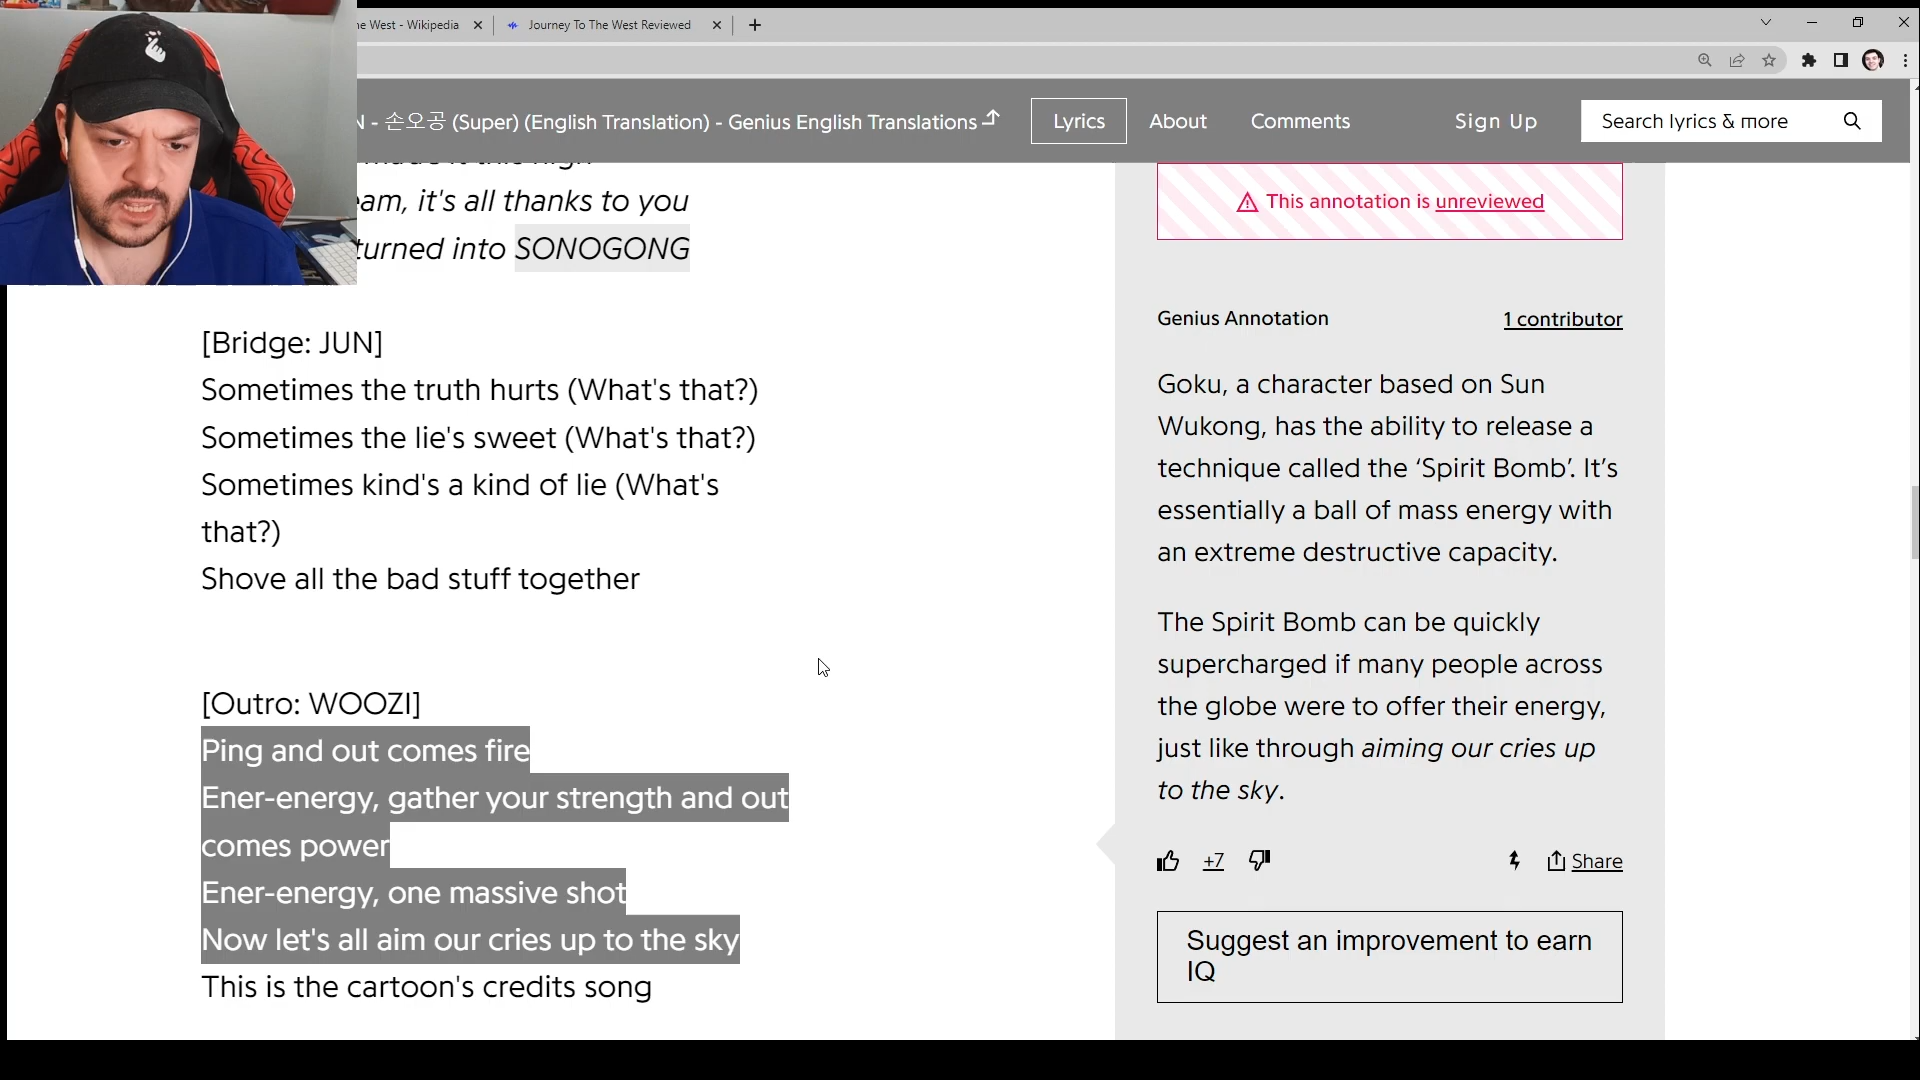 he West - Wikipedia
Journey To The West Reviewed
N - 손오공 (Super) (English Translation) - Genius English Translations
Lyrics
About
Comments
Sign Up
Search lyrics & more
eam, it's all thanks to you
turned into SONOGONG
[Bridge: JUN]
Sometimes the truth hurts (What's that?)
Sometimes the lie's sweet (What's that?)
Sometimes kind's a kind of lie (What's
that?)
Shove all the bad stuff together
[Outro: WOOZI]
Ping and out comes fire
Ener-energy, gather your strength and out
comes power
Ener-energy, one massive shot
Now let's all aim our cries up to the sky
This is the cartoon's credits song
This annotation is unreviewed
Genius Annotation
1 contributor
Goku, a character based on Sun
Wukong, has the ability to release a
technique called the ‘Spirit Bomb’. It’s
essentially a ball of mass energy with
an extreme destructive capacity.
The Spirit Bomb can be quickly
supercharged if many people across
the globe were to offer their energy,
just like through aiming our cries up
to the sky.
+7
Share
Suggest an improvement to earn
IQ